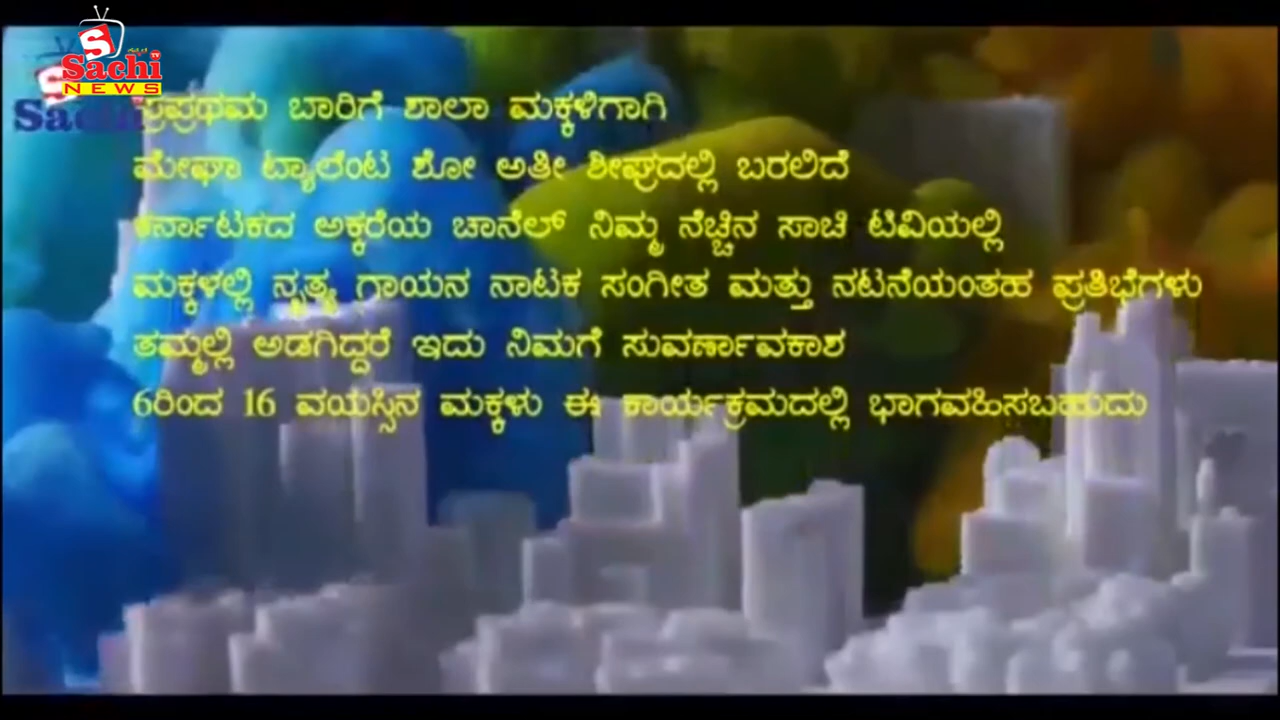 ಸಾಚಿ
Sachi TV
NEWS
ಪ್ರಪ್ರಥಮ ಬಾರಿಗೆ ಶಾಲಾ ಮಕ್ಕಳಿಗಾಗಿ
ಮೇಘಾ ಟ್ಯಾಲೆಂಟ ಶೋ ಅತೀ ಶೀಘ್ರದಲ್ಲಿ ಬರಲಿದೆ
ಕರ್ನಾಟಕದ ಅಕ್ಕರೆಯ ಚಾನೆಲ್ ನಿಮ್ಮ ನೆಚ್ಚಿನ ಸಾಚಿ ಟಿವಿಯಲ್ಲಿ
ಮಕ್ಕಳಲ್ಲಿ ನೃತ್ಯ ಗಾಯನ ನಾಟಕ ಸಂಗೀತ ಮತ್ತು ನಟನೆಯಂತಹ ಪ್ರತಿಭೆಗಳು
ತಮ್ಮಲ್ಲಿ ಅಡಗಿದ್ದರೆ ಇದು ನಿಮಗೆ ಸುವರ್ಣಾವಕಾಶ
6ರಿಂದ 16 ವಯಸ್ಸಿನ ಮಕ್ಕಳು ಈ ಕಾರ್ಯಕ್ರಮದಲ್ಲಿ ಭಾಗವಹಿಸಬಹುದು